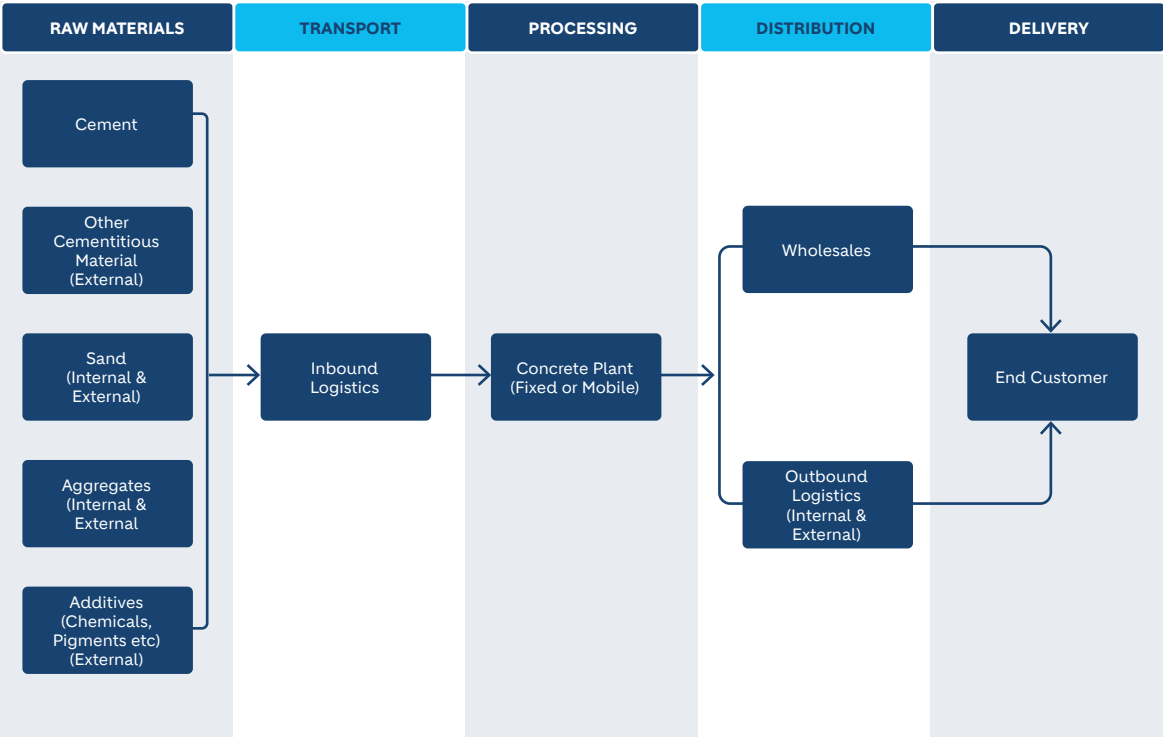 RAW MATERIALS
TRANSPORT
PROCESSING
DISTRIBUTION
DELIVERY
Cement
Other
Cementitious
Material
(External)
Sand
(Internal &
External)
Aggregates
(Internal &
External
Additives
(Chemicals,
Pigments etc)
(External)
Inbound
Logistics
Concrete Plant
(Fixed or Mobile)
Wholesales
Outbound
Logistics
(Internal &
External)
End Customer